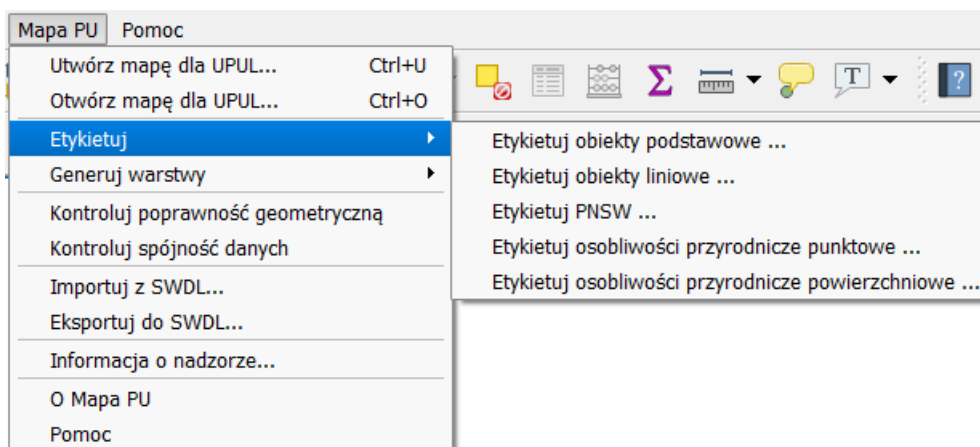 Mapa PU Pomoc
Utwórz mapę dla UPUL... Ctrl+U
Otwórz mapę dla UPUL... Ctrl+O
Etykietuj
Generuj warstwy
Kontroluj poprawność geometryczną
Kontroluj spójność danych
Importuj z SWDL...
Eksportuj do SWDL...
Informacja o nadzorze...
O Mapa PU
Pomoc
Σ T ?
Etykietuj obiekty podstawowe ...
Etykietuj obiekty liniowe ...
Etykietuj PNSW ...
Etykietuj osobliwości przyrodnicze punktowe ...
Etykietuj osobliwości przyrodnicze powierzchniowe ...